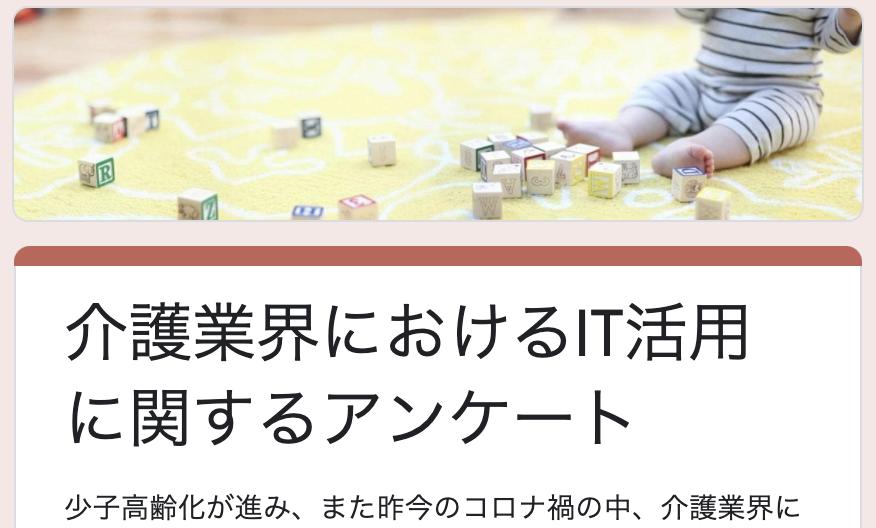 介護業界におけるIT活用
に関するアンケート
少子高齢化が進み、また昨今のコロナ禍の中、介護業界に